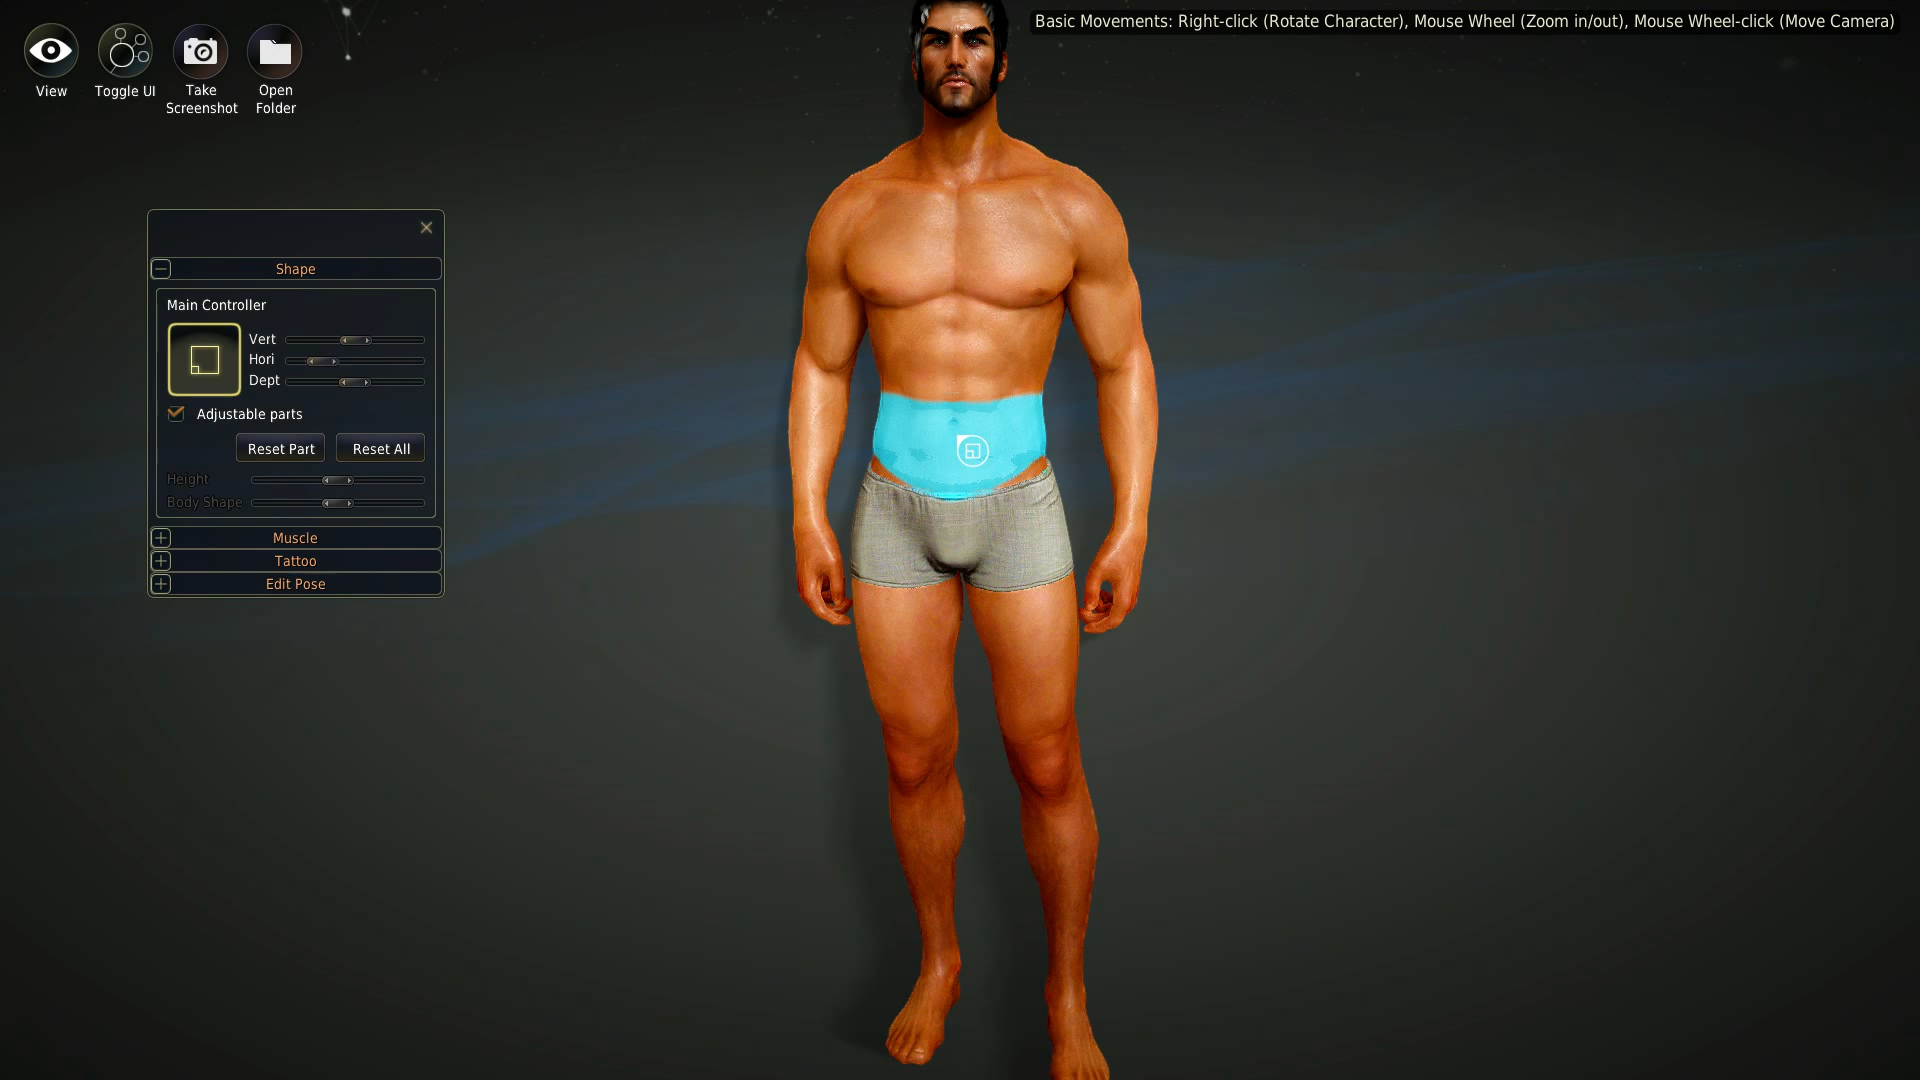 Basic Movements: Right-click (Rotate Character), Mouse Wheel (Zoom in/out), Mouse Wheel-click (Move Camera)
View
Toggle UI
Take
Screenshot
Open
Folder
Shape
Main Controller
Vert
Hori
Dept
Adjustable parts
Reset Part
Reset All
Height
Body Shape
Muscle
Tattoo
Edit Pose